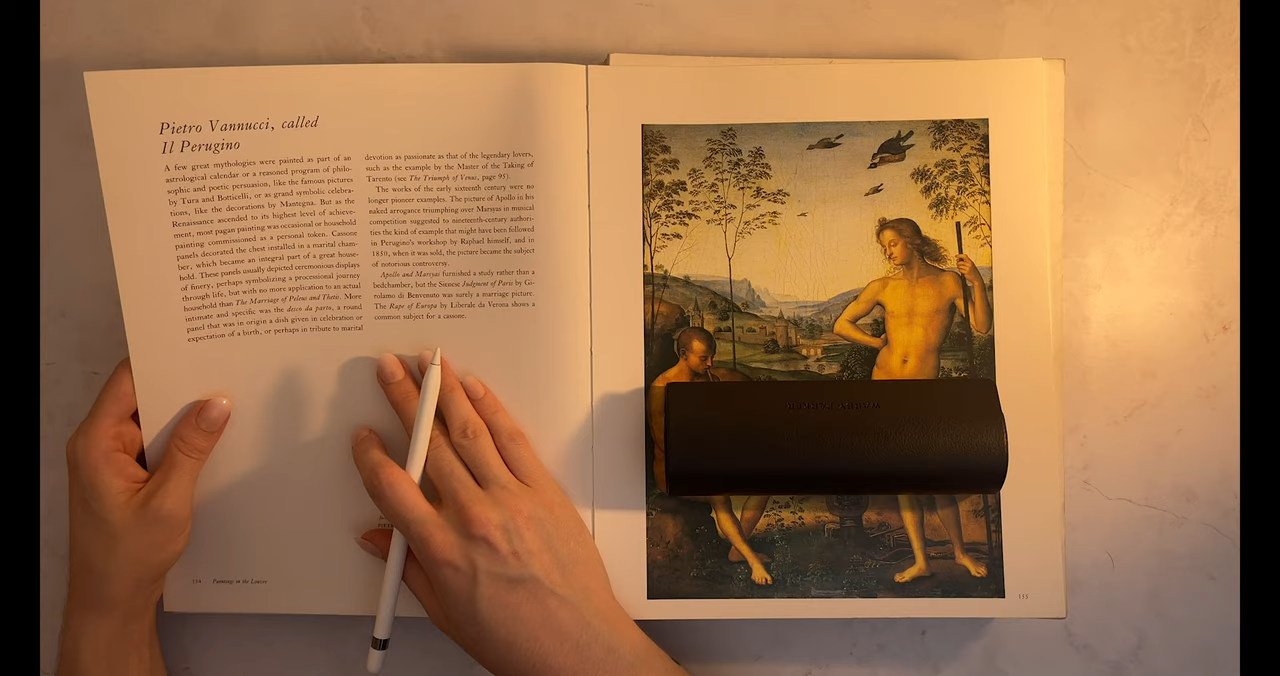 Pietro Vannucci, called
Il Perugino
A few great mythologies were painted as part of an
astrological calendar or a reasoned program of philo-
sophic and poetic persuasion, like the famous pictures
by Tura and Botticelli, or as grand symbolic celebra-
tions, like the decorations by Mantegna. But as the
Renaissance ascended to its highest level of achieve-
ment, most pagan painting was occasional or household
painting commissioned as a personal token. Cassone
panels decorated the chest installed in a marital cham-
ber, which became an integral part of a great house-
hold. These panels usually depicted ceremonious displays
of finery, perhaps symbolizing a processional journey
through life, but with no more application to an actual
household than The Marriage of Peleus and Thetis. More
intimate and specific was the desco da parto, a round
panel that was in origin a dish given in celebration or
expectation of a birth, or perhaps in tribute to marital
devotion as passionate as that of the legendary lovers,
such as the example by the Master of the Taking of
Tarento (see The Triumph of Venus, page 95).
The works of the early sixteenth century were no
longer pioneer examples. The picture of Apollo in his
naked arrogance triumphing over Marsyas in musical
competition suggested to nineteenth-century authori-
ties the kind of example that might have been followed
in Perugino's workshop by Raphael himself, and in
1850, when it was sold, the picture became the subject
of notorious controversy.
Apollo and Marsyas furnished a study rather than a
bedchamber, but the Sienese Judgment of Paris by Gi-
rolamo di Benvenuto was surely a marriage picture.
The Rape of Europa by Liberale da Verona shows a
common subject for a cassone.
134 Paintings in the Louvre
WARBY PARKER
135